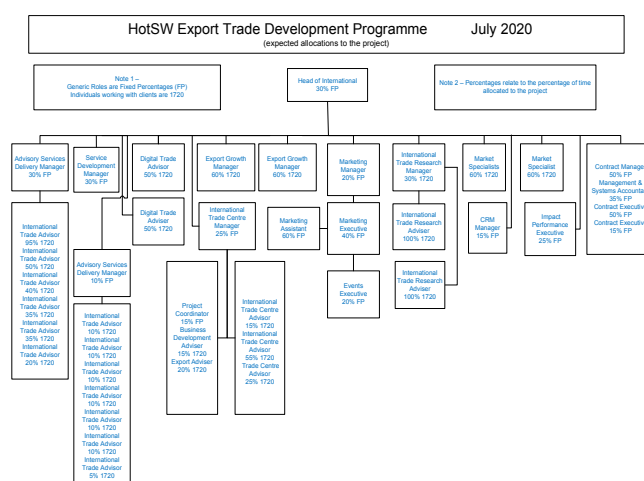 HotSW Export Trade Development Programme July 2020
(expected allocations to the project)
Note 1 –
Generic Roles are Fixed Percentages (FP)
Individuals working with clients are 1720
Head of International
30% FP
Note 2 – Percentages relate to the percentage of time
allocated to the project
Advisory Services
Delivery Manager
30% FP
Service
Development
Manager
30% FP
Digital Trade
Advisor
50% 1720
Export Growth
Manager
60% 1720
Export Growth
Manager
60% 1720
Marketing
Manager
20% FP
International
Trade Research
Manager
30% 1720
Market
Specialists
60% 1720
Market
Specialist
60% 1720
Contract Manager
50% FP
Management &
Systems Accountant
35% FP
Contract Executive
50% FP
Contract Executive
15% FP
International
Trade Advisor
95% 1720
International
Trade Advisor
50% 1720
International
Trade Advisor
40% 1720
International
Trade Advisor
35% 1720
International
Trade Advisor
35% 1720
International
Trade Advisor
20% 1720
Digital Trade
Adviser
50% 1720
International
Trade Centre
Manager
25% FP
Marketing
Assistant
60% FP
Marketing
Executive
40% FP
International
Trade Research
Adviser
100% 1720
CRM
Manager
15% FP
Impact
Performance
Executive
25% FP
Advisory Services
Delivery Manager
10% FP
Events
Executive
20% FP
International
Trade Research
Adviser
100% 1720
Project
Coordinator
15% FP
Business
Development
Adviser
15% 1720
Export Adviser
20% 1720
International
Trade Centre
Advisor
15% 1720
International
Trade Centre
Advisor
55% 1720
Trade Centre
Advisor
25% 1720
International
Trade Advisor
10% 1720
International
Trade Advisor
10% 1720
International
Trade Advisor
10% 1720
International
Trade Advisor
10% 1720
International
Trade Advisor
10% 1720
International
Trade Advisor
10% 1720
International
Trade Advisor
5% 1720